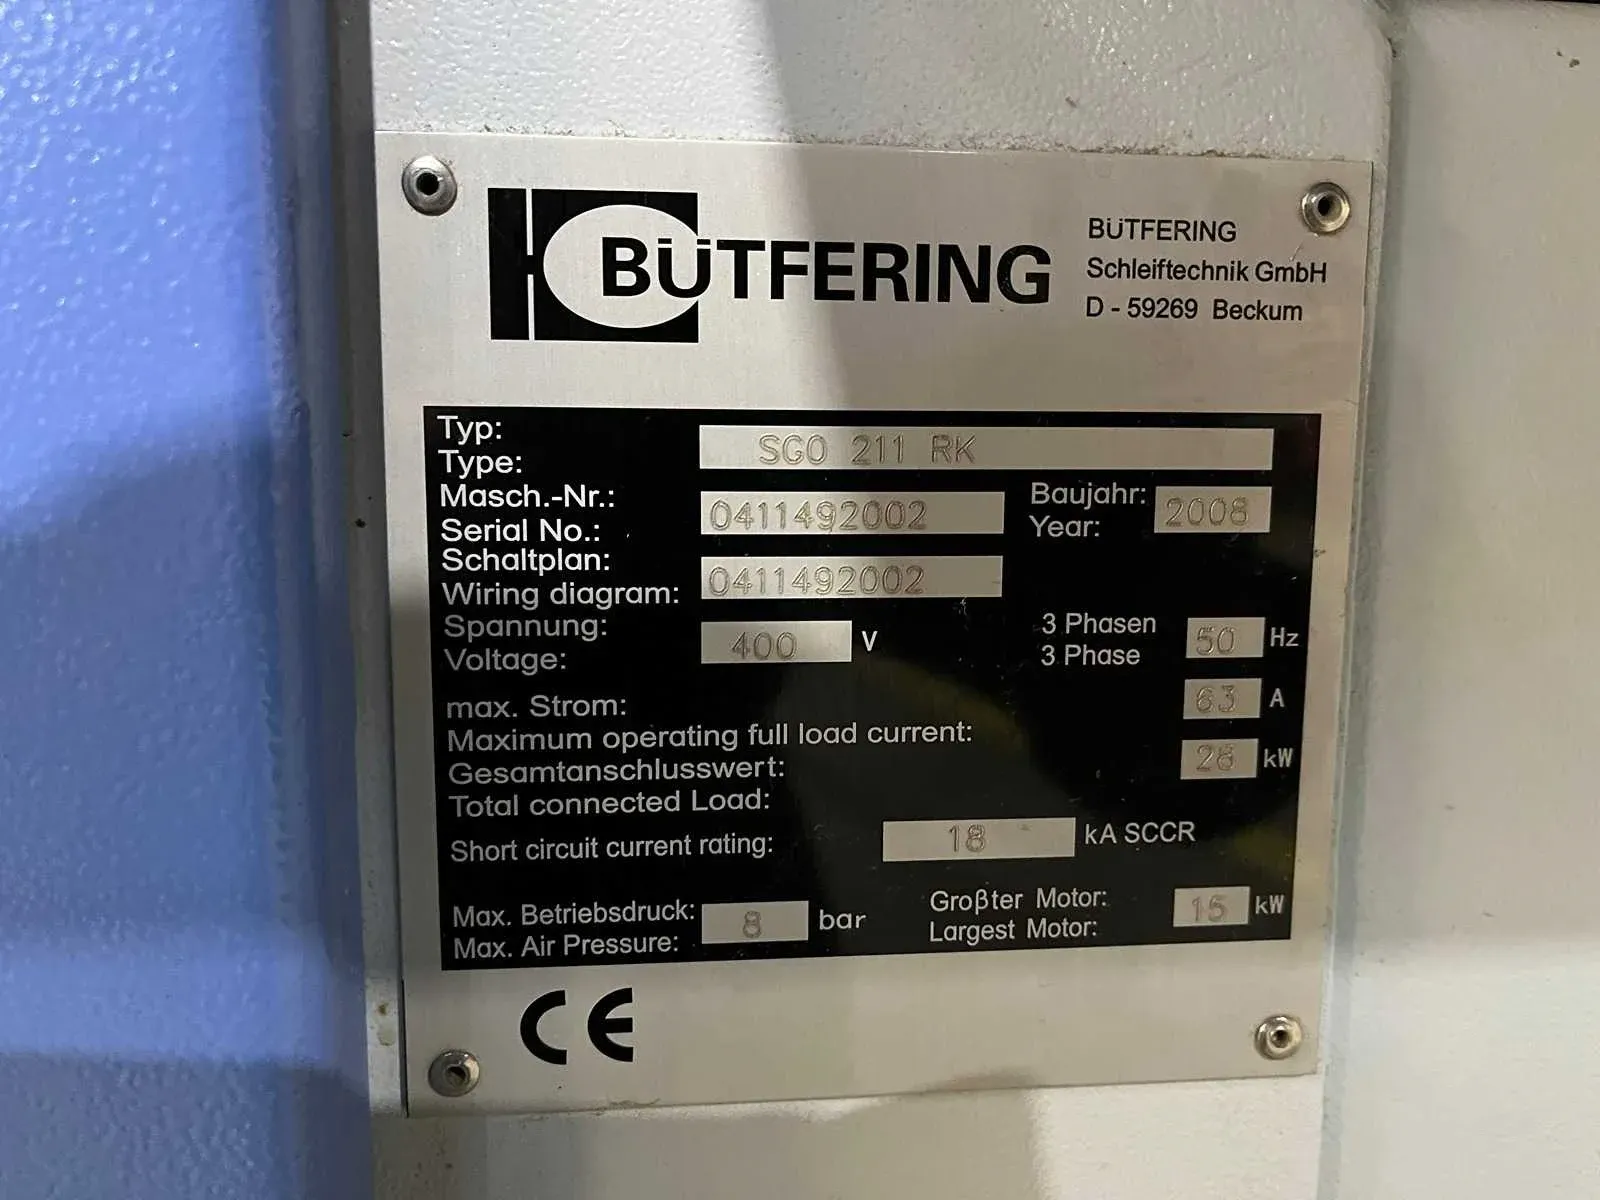 BÜTFERING
BÜTFERING
Schleiftechnik GmbH
D - 59269 Beckum
Typ:
Type: SGO 211 RK
Masch.-Nr.:
Serial No.: 0411492002
Baujahr:
Year: 2008
Schaltplan:
Wiring diagram: 0411492002
Spannung:
Voltage: 400 V
3 Phasen
3 Phase 50 Hz
max. Strom:
Maximum operating full load current: 63 A
Gesamtanschlusswert:
Total connected Load: 26 kW
Short circuit current rating: 18 kA SCCR
Max. Betriebsdruck:
Max. Air Pressure: 8 bar
Größter Motor:
Largest Motor: 15 kW
CE